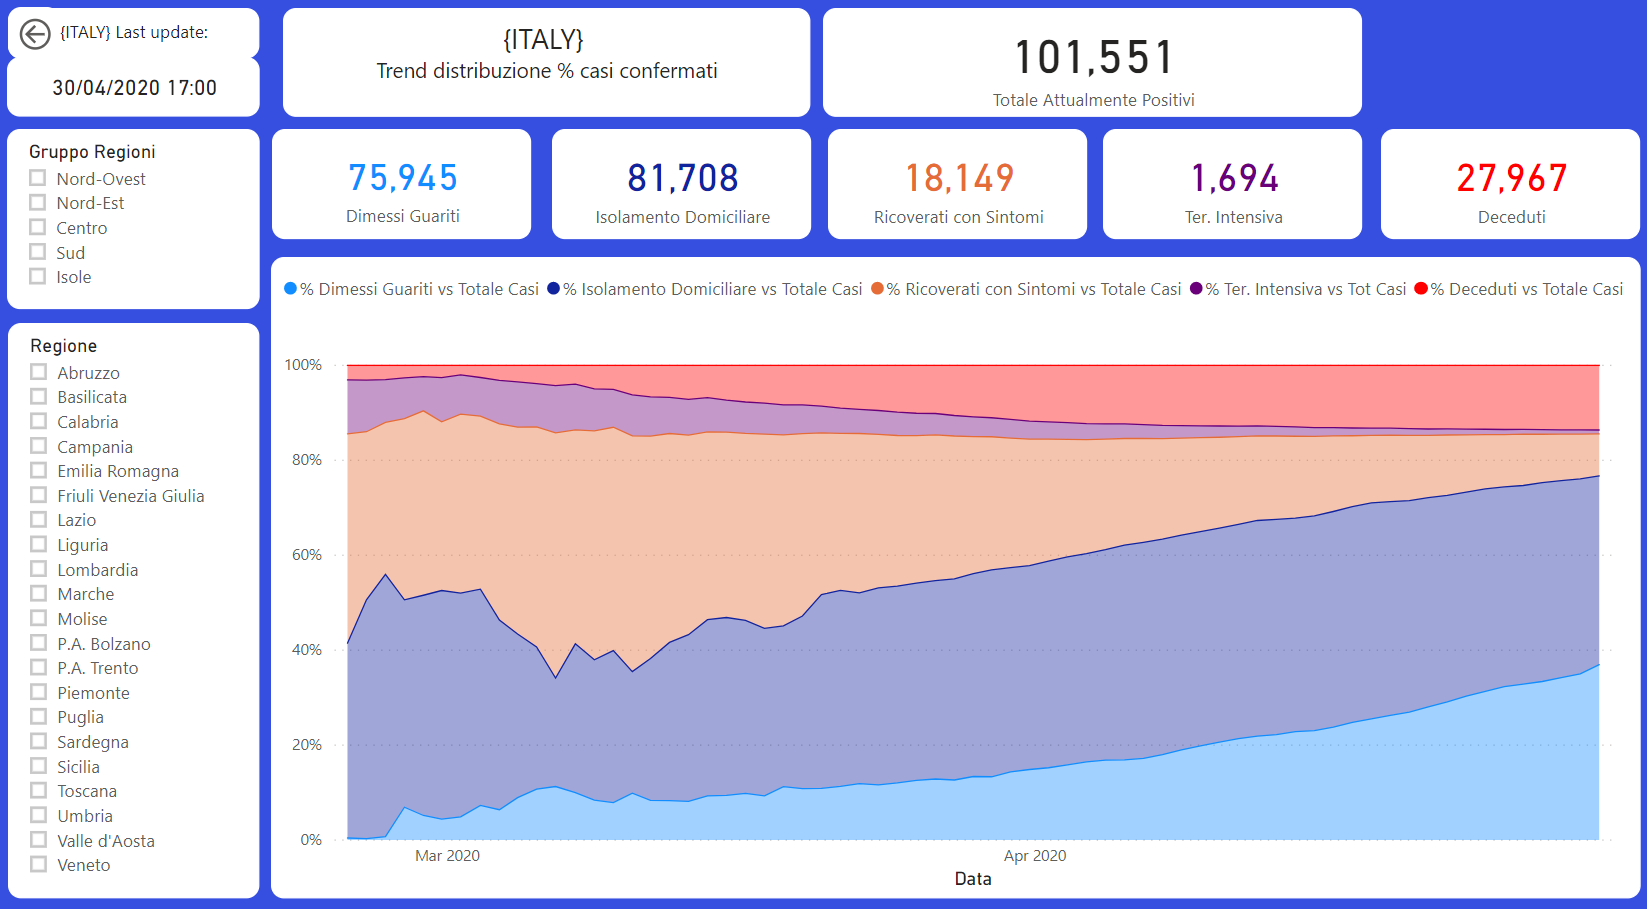 {ITALY} Last update:
30/04/2020 17:00
{ITALY}
Trend distribuzione % casi confermati
101,551
Totale Attualmente Positivi
75,945
Dimessi Guariti
81,708
Isolamento Domiciliare
18,149
Ricoverati con Sintomi
1,694
Ter. Intensiva
27,967
Deceduti
Gruppo Regioni
Nord-Ovest
Nord-Est
Centro
Sud
Isole
Regione
Abruzzo
Basilicata
Calabria
Campania
Emilia Romagna
Friuli Venezia Giulia
Lazio
Liguria
Lombardia
Marche
Molise
P.A. Bolzano
P.A. Trento
Piemonte
Puglia
Sardegna
Sicilia
Toscana
Umbria
Valle d'Aosta
Veneto
% Dimessi Guariti vs Totale Casi % Isolamento Domiciliare vs Totale Casi % Ricoverati con Sintomi vs Totale Casi % Ter. Intensiva vs Tot Casi % Deceduti vs Totale Casi
100%
80%
60%
40%
20%
0%
Mar 2020 Apr 2020
Data